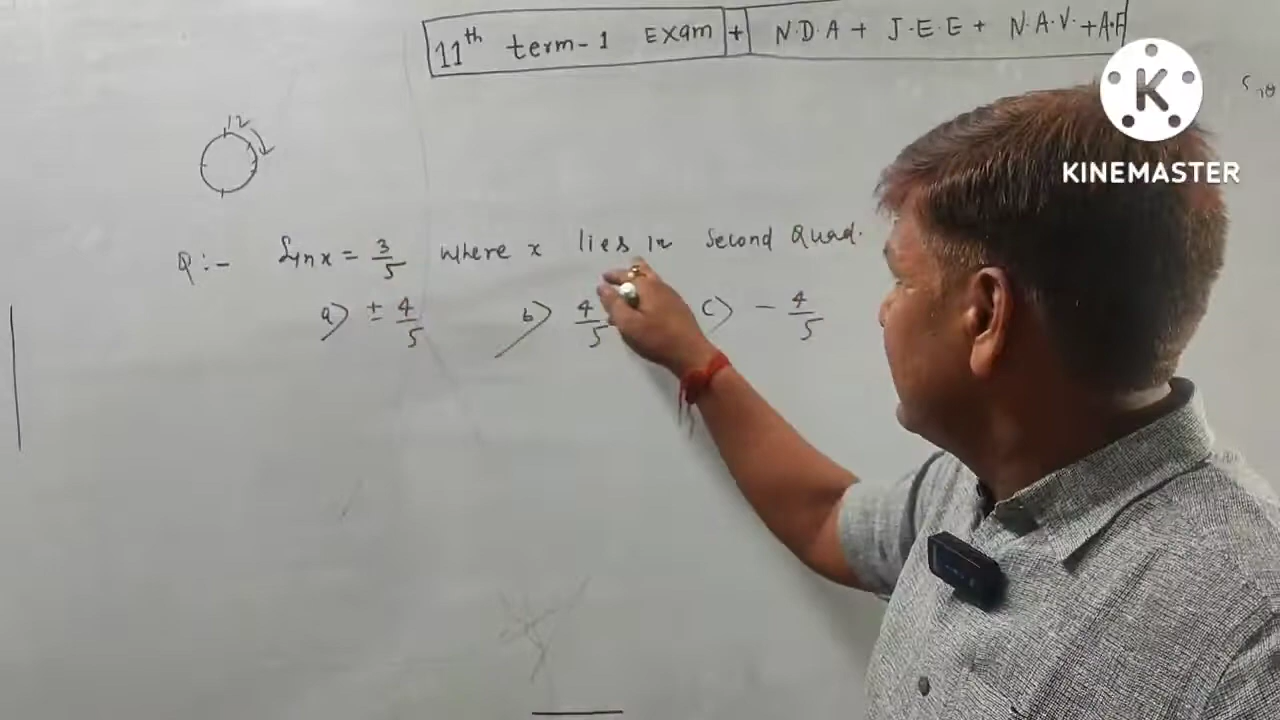 11th term-1 Exam + N.D.A + J.E.E + N.A.V. + A.F
K
KINEMASTER
12
Q:- Sin x = 3/5 where x lies in Second Quad.
a) ± 4/5 b) 4/5 c) - 4/5